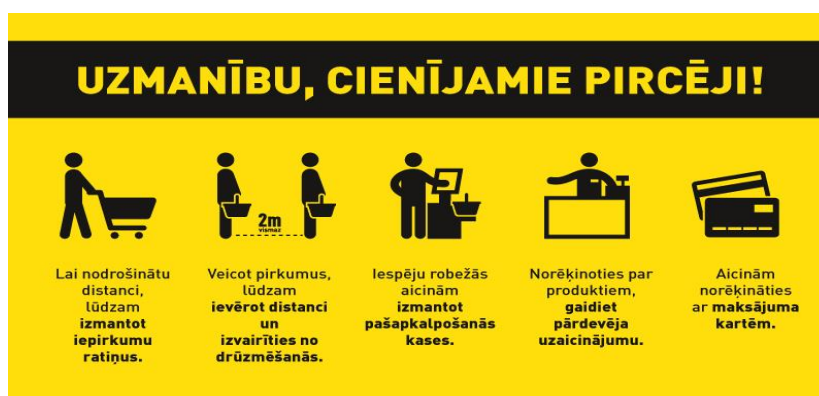 UZMANĪBU, CIENĪJAMIE PIRCĒJI!
2m
vismaz
Lai nodrošinātu
distanci,
lūdzam
izmantot
iepirkumu
ratiņus.
Veicot pirkumus,
lūdzam
ievērot distanci
un
izvairīties no
drūzmēšanās.
Iespēju robežās
aicinām
izmantot
pašapkalpošanās
kases.
Norēķinoties par
produktiem,
gaidiet
pārdevēja
uzaicinājumu.
Aicinām
norēķināties
ar maksājuma
kartēm.